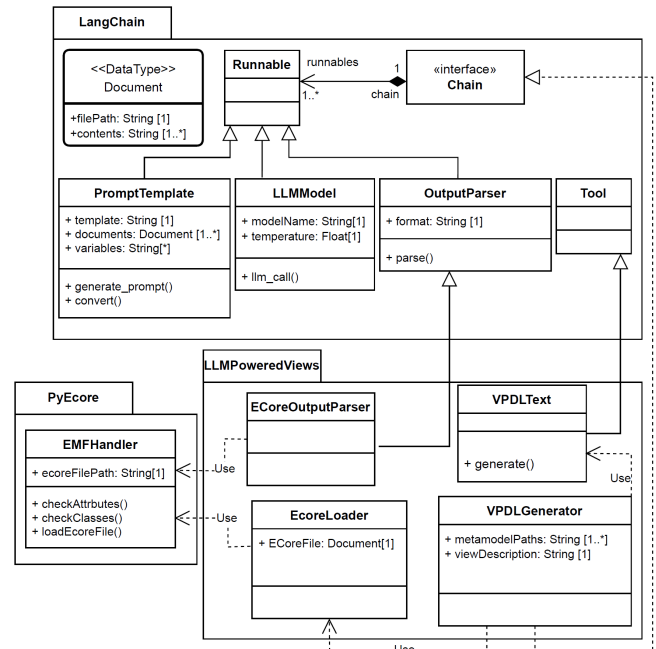 LangChain
<<DataType>>
Document
+filePath: String [1]
+contents: String [1..*]
Runnable
runnables
1..*
1
chain
«interface»
Chain
PromptTemplate
+ template: String [1]
+ documents: Document [1..*]
+ variables: String[*]
+ generate_prompt()
+ convert()
LLMModel
+ modelName: String[1]
+ temperature: Float[1]
+ llm_call()
OutputParser
+ format: String [1]
+ parse()
Tool
LLMPoweredViews
PyEcore
EMFHandler
+ ecoreFilePath: String[1]
+ checkAttrbutes()
+ checkClasses()
+ loadEcoreFile()
ECoreOutputParser
Use
VPDLText
+ generate()
Use
Use
EcoreLoader
+ ECoreFile: Document[1]
VPDLGenerator
+ metamodelPaths: String [1..*]
+ viewDescription: String [1]
Use